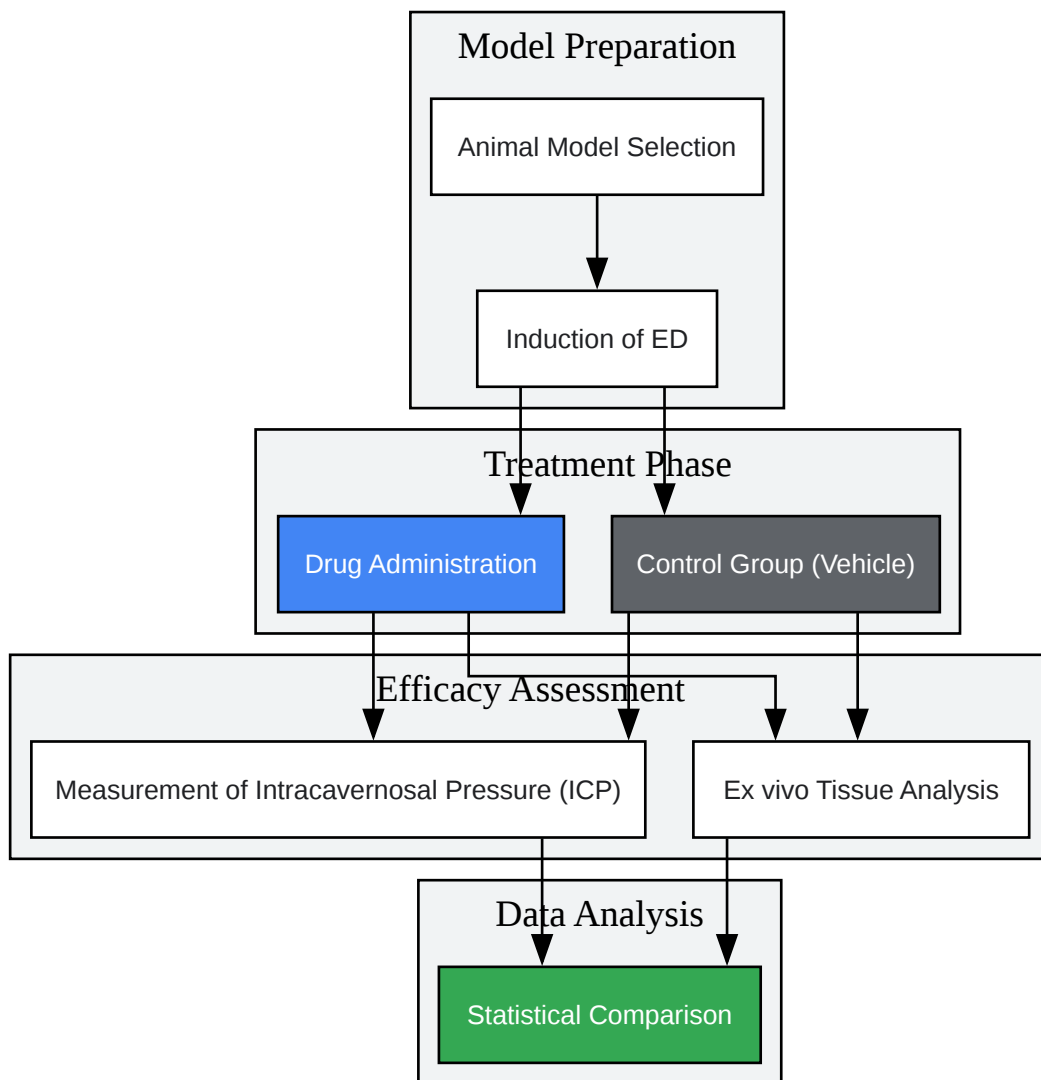 Model Preparation
Animal Model Selection
Induction of ED
Treatment Phase
Drug Administration
Control Group (Vehicle)
Efficacy Assessment
Measurement of Intracavernosal Pressure (ICP)
Ex vivo Tissue Analysis
Data Analysis
Statistical Comparison